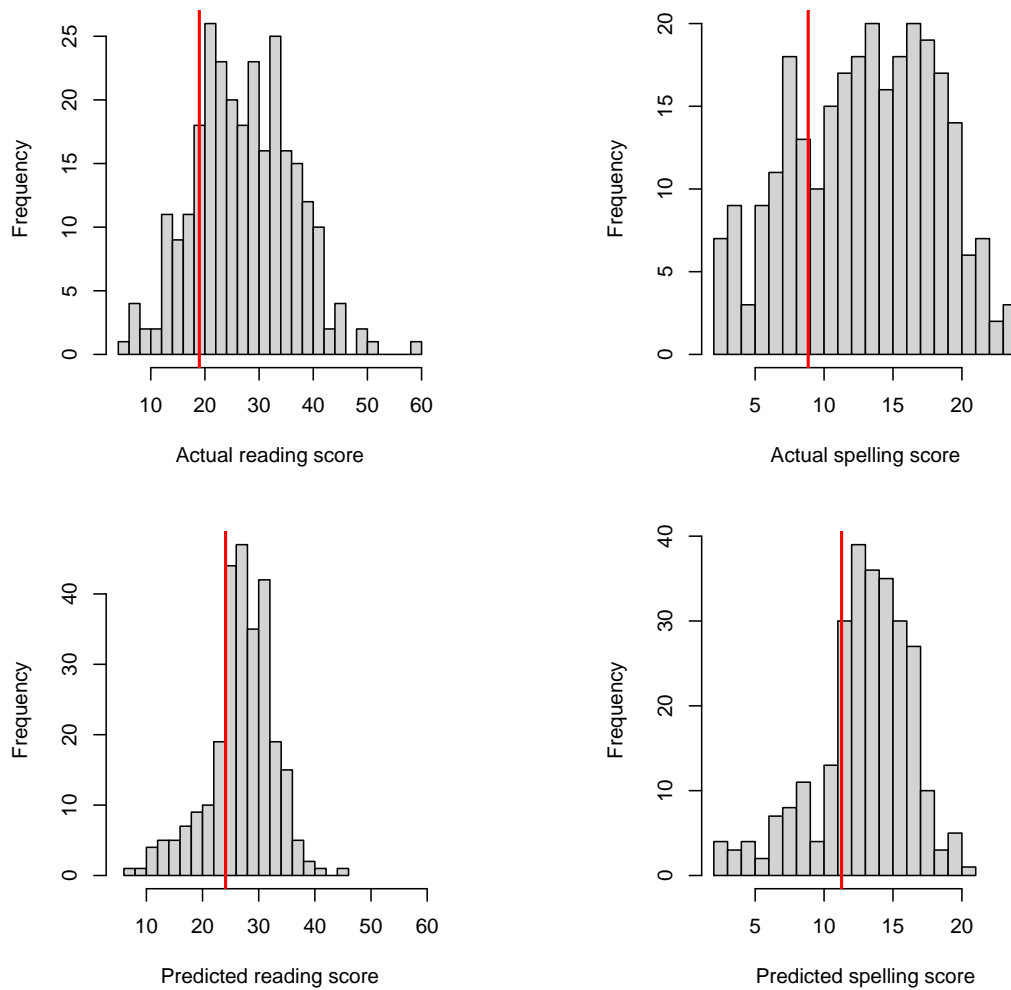 Frequency
0 5 10 15 20 25
10 20 30 40 50 60
Actual reading score
Frequency
0 5 10 15 20
5 10 15 20
Actual spelling score
Frequency
0 10 20 30 40
10 20 30 40 50 60
Predicted reading score
Frequency
0 10 20 30 40
5 10 15 20
Predicted spelling score